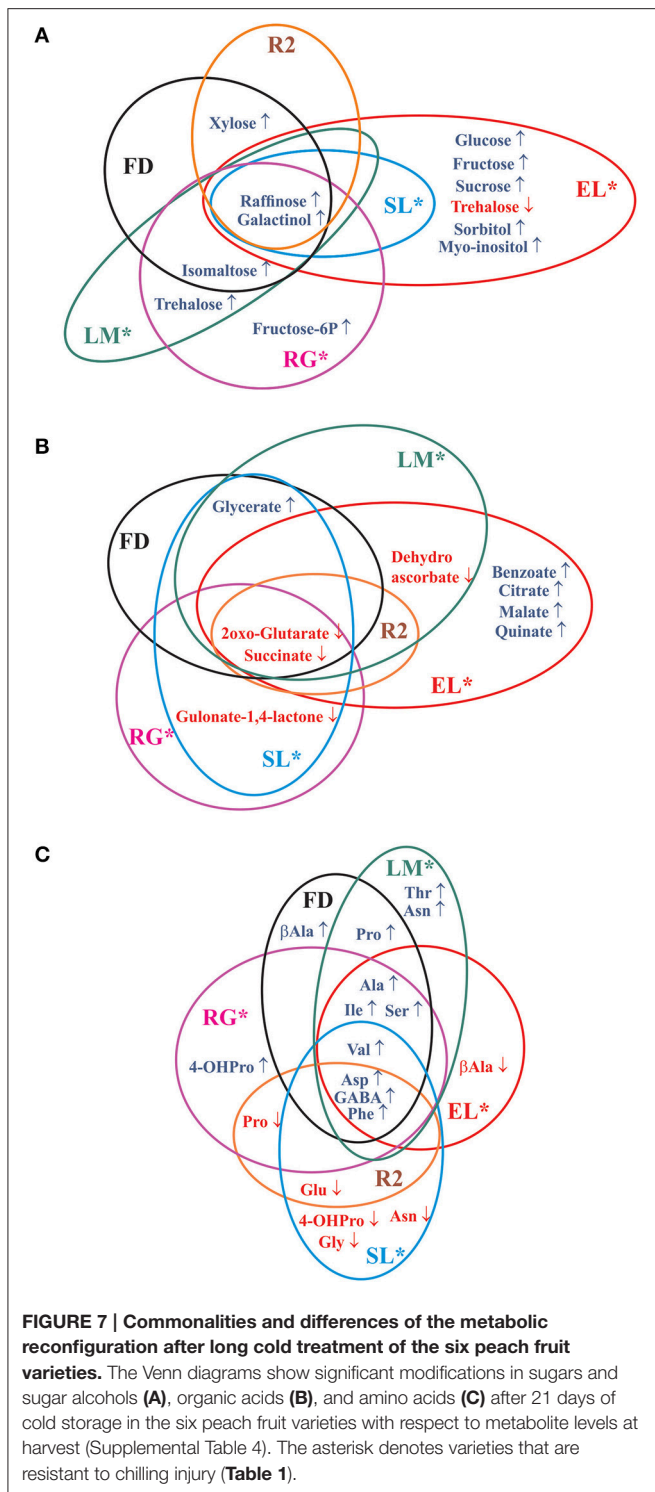 A
R2
Xylose ↑
FD
Glucose ↑
Fructose ↑
Sucrose ↑
EL*
Raffinose ↑
SL*
Trehalose ↓
Galactinol ↑
Sorbitol ↑
Myo-inositol ↑
Isomaltose ↑
Trehalose ↑
Fructose-6P ↑
LM*
RG*
B
LM*
Glycerate ↑
FD
Dehydro
ascorbate ↓
Benzoate ↑
Citrate ↑
Malate ↑
Quinate ↑
2oxo-Glutarate ↓
R2
Succinate ↓
EL*
Gulonate-1,4-lactone ↓
RG*
SL*
C
LM*
FD
Thr ↑
Asn ↑
βAla ↑
Pro ↑
Ala ↑
RG*
Ile ↑ Ser ↑
Val ↑
4-OHPro ↑
βAla ↓
Asp ↑
GABA ↑
Phe ↑
EL*
Pro ↓
R2
Glu ↓
4-OHPro ↓ Asn ↓
Gly ↓
SL*
FIGURE 7 | Commonalities and differences of the metabolic
reconfiguration after long cold treatment of the six peach fruit
varieties. The Venn diagrams show significant modifications in sugars and
sugar alcohols (A), organic acids (B), and amino acids (C) after 21 days of
cold storage in the six peach fruit varieties with respect to metabolite levels at
harvest (Supplemental Table 4). The asterisk denotes varieties that are
resistant to chilling injury (Table 1).